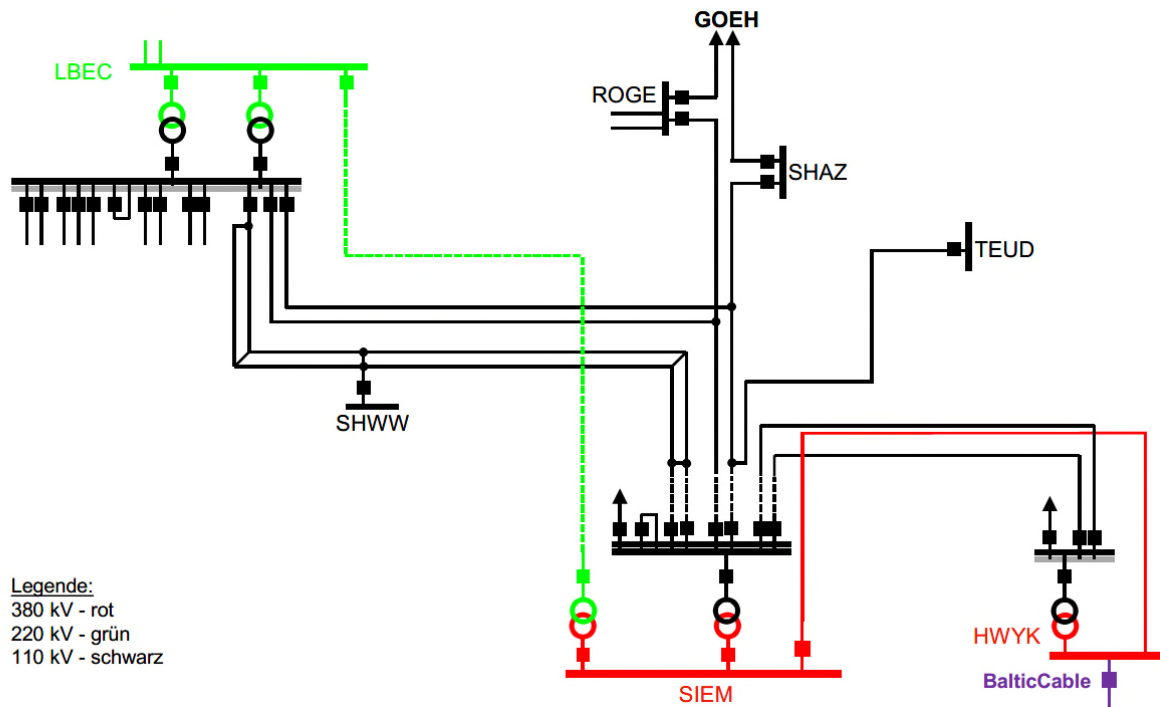 GOEH
LBEC
ROGE
SHAZ
TEUD
SHWW
Legende:
380 kV - rot
220 kV - grün
110 kV - schwarz
HWYK
BalticCable
SIEM